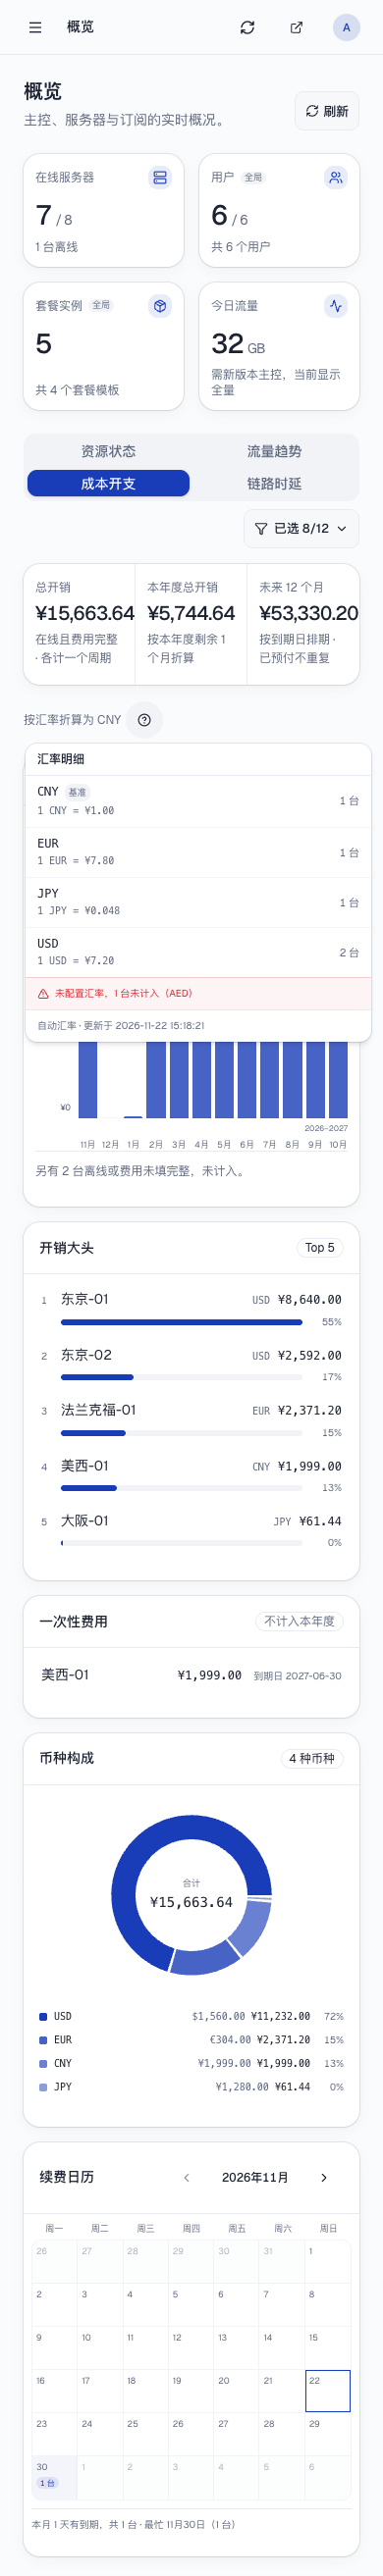 概览
A
概览
主控、服务器与订阅的实时概况。
刷新
在线服务器
7 / 8
1 台离线
用户 全局
6 / 6
共 6 个用户
套餐实例 全局
5
共 4 个套餐模板
今日流量
32 GB
需新版本主控，当前显示
全量
资源状态
流量趋势
成本开支
链路时延
已选 8/12
总开销
¥15,663.64
在线且费用完整
· 各计一个周期
本年度总开销
¥5,744.64
按本年度剩余 1
个月折算
未来 12 个月
¥53,330.20
按到期日排期 ·
已预付不重复
按汇率折算为 CNY
汇率明细
CNY 基准
1 CNY = ¥1.00
1 台
EUR
1 EUR = ¥7.80
1 台
JPY
1 JPY = ¥0.048
1 台
USD
1 USD = ¥7.20
2 台
未配置汇率，1 台未计入（AED）
自动汇率 · 更新于 2026-11-22 15:18:21
¥0
2026–2027
11月 12月 1月 2月 3月 4月 5月 6月 7月 8月 9月 10月
另有 2 台离线或费用未填完整，未计入。
开销大头
Top 5
1 东京-01 USD ¥8,640.00
55%
2 东京-02 USD ¥2,592.00
17%
3 法兰克福-01 EUR ¥2,371.20
15%
4 美西-01 CNY ¥1,999.00
13%
5 大阪-01 JPY ¥61.44
0%
一次性费用
不计入本年度
美西-01 ¥1,999.00 到期日 2027-06-30
币种构成
4 种币种
合计
¥15,663.64
USD $1,560.00 ¥11,232.00 72%
EUR €304.00 ¥2,371.20 15%
CNY ¥1,999.00 ¥1,999.00 13%
JPY ¥1,280.00 ¥61.44 0%
续费日历
2026年11月
周一 周二 周三 周四 周五 周六 周日
26 27 28 29 30 31 1
2 3 4 5 6 7 8
9 10 11 12 13 14 15
16 17 18 19 20 21 22
23 24 25 26 27 28 29
30 1 2 3 4 5 6
1 台
本月 1 天有到期，共 1 台 · 最忙 11月30日（1 台）